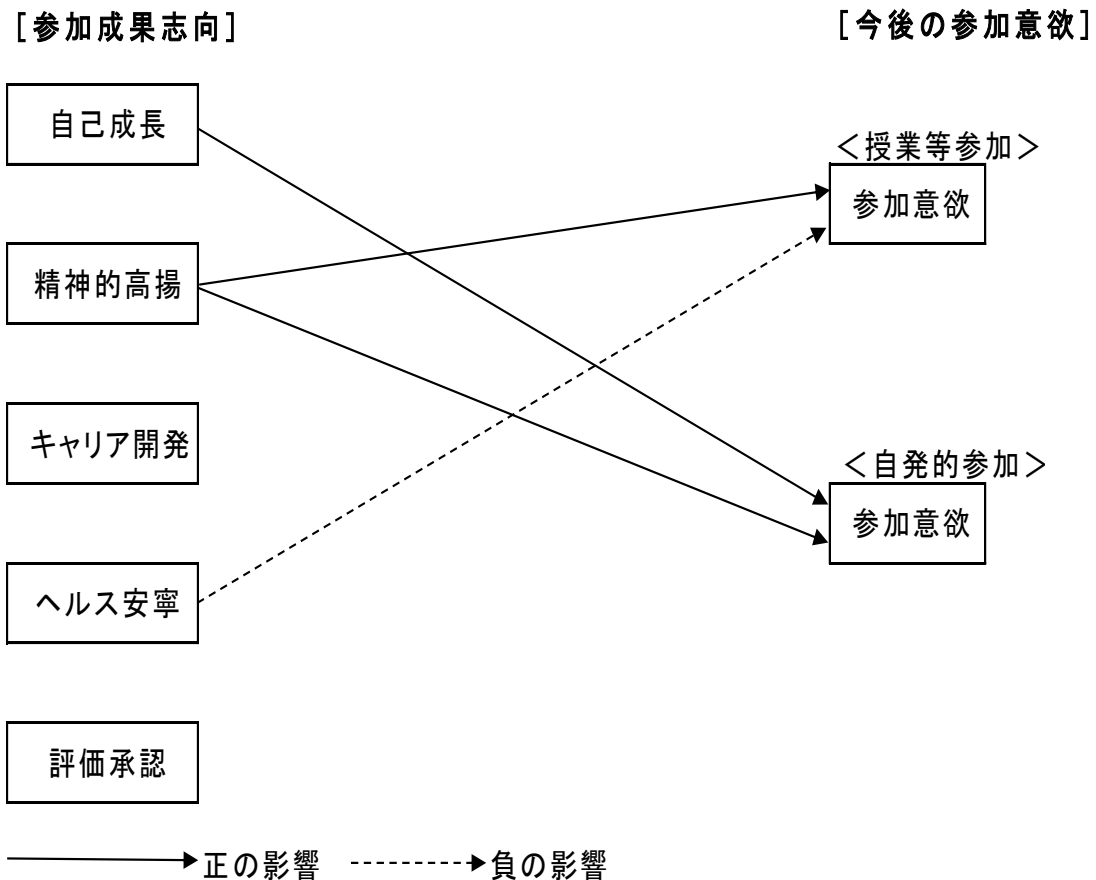 [参加成果志向]
[今後の参加意欲]
自己成長
<授業等参加>
参加意欲
精神的高揚
キャリア開発
<自発的参加>
参加意欲
ヘルス安寧
評価承認
正の影響
負の影響